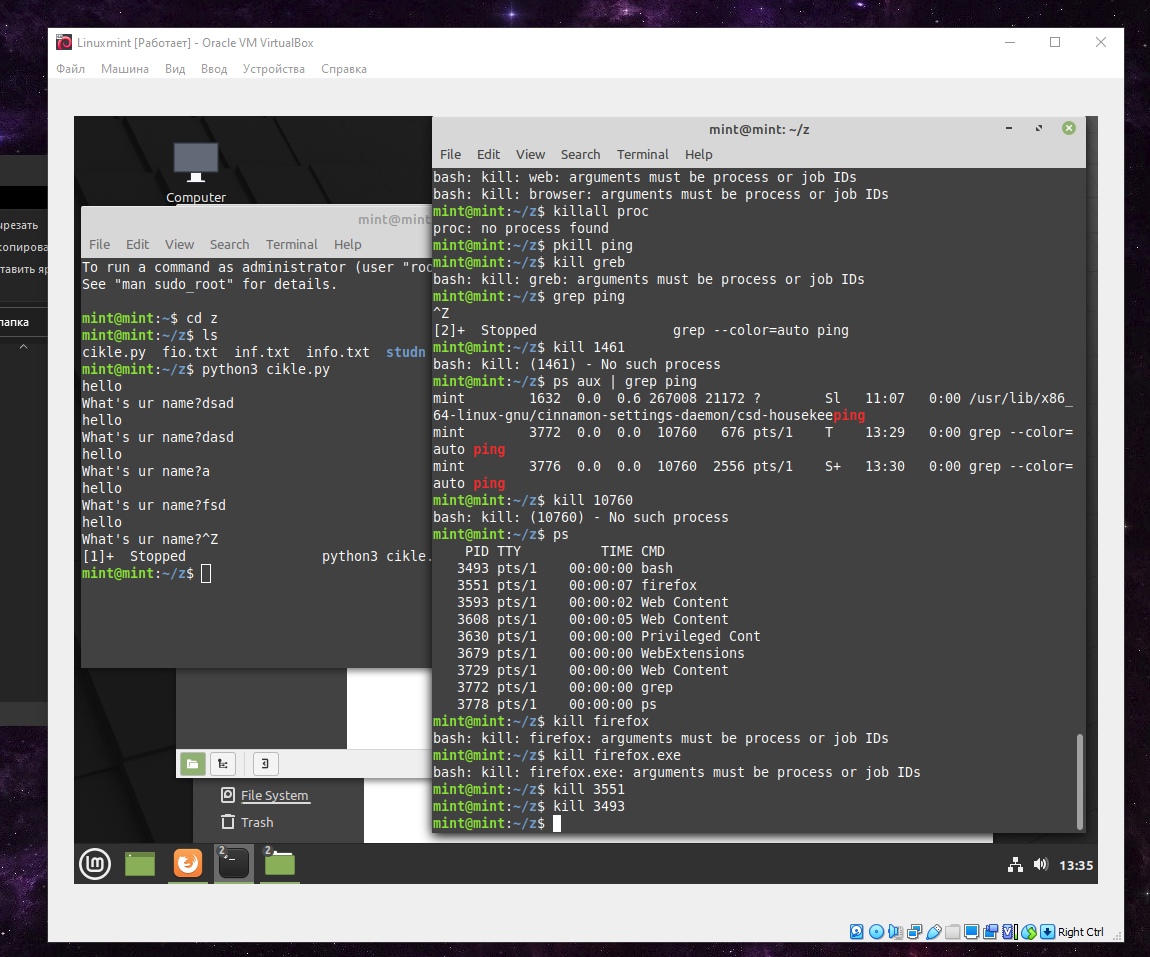 Linuxmint [Работает] - Oracle VM VirtualBox
Файл Машина Вид Ввод Устройства Справка
Computer
mint@mint
File Edit View Search Terminal Help
To run a command as administrator (user "roo
See "man sudo_root" for details.
mint@mint:~$ cd z
mint@mint:~/z$ ls
cikle.py fio.txt inf.txt info.txt studn
mint@mint:~/z$ python3 cikle.py
hello
What's ur name?dsad
hello
What's ur name?dasd
hello
What's ur name?a
hello
What's ur name?fsd
hello
What's ur name?^Z
[1]+ Stopped python3 cikle.
mint@mint:~/z$
mint@mint: ~/z
File Edit View Search Terminal Help
bash: kill: web: arguments must be process or job IDs
bash: kill: browser: arguments must be process or job IDs
mint@mint:~/z$ killall proc
proc: no process found
mint@mint:~/z$ pkill ping
mint@mint:~/z$ kill greb
bash: kill: greb: arguments must be process or job IDs
mint@mint:~/z$ grep ping
^Z
[2]+ Stopped grep --color=auto ping
mint@mint:~/z$ kill 1461
bash: kill: (1461) - No such process
mint@mint:~/z$ ps aux | grep ping
mint 1632 0.0 0.6 267008 21172 ? Sl 11:07 0:00 /usr/lib/x86_
64-linux-gnu/cinnamon-settings-daemon/csd-housekeeping
mint 3772 0.0 0.0 10760 676 pts/1 T 13:29 0:00 grep --color=
auto ping
mint 3776 0.0 0.0 10760 2556 pts/1 S+ 13:30 0:00 grep --color=
auto ping
mint@mint:~/z$ kill 10760
bash: kill: (10760) - No such process
mint@mint:~/z$ ps
PID TTY TIME CMD
3493 pts/1 00:00:00 bash
3551 pts/1 00:00:07 firefox
3593 pts/1 00:00:02 Web Content
3608 pts/1 00:00:05 Web Content
3630 pts/1 00:00:00 Privileged Cont
3679 pts/1 00:00:00 WebExtensions
3729 pts/1 00:00:00 Web Content
3772 pts/1 00:00:00 grep
3778 pts/1 00:00:00 ps
mint@mint:~/z$ kill firefox
bash: kill: firefox: arguments must be process or job IDs
mint@mint:~/z$ kill firefox.exe
bash: kill: firefox.exe: arguments must be process or job IDs
mint@mint:~/z$ kill 3551
mint@mint:~/z$ kill 3493
mint@mint:~/z$
ырезать
копирова
тавить яр
папка
File System
Trash
2
2
13:35
Right Ctrl